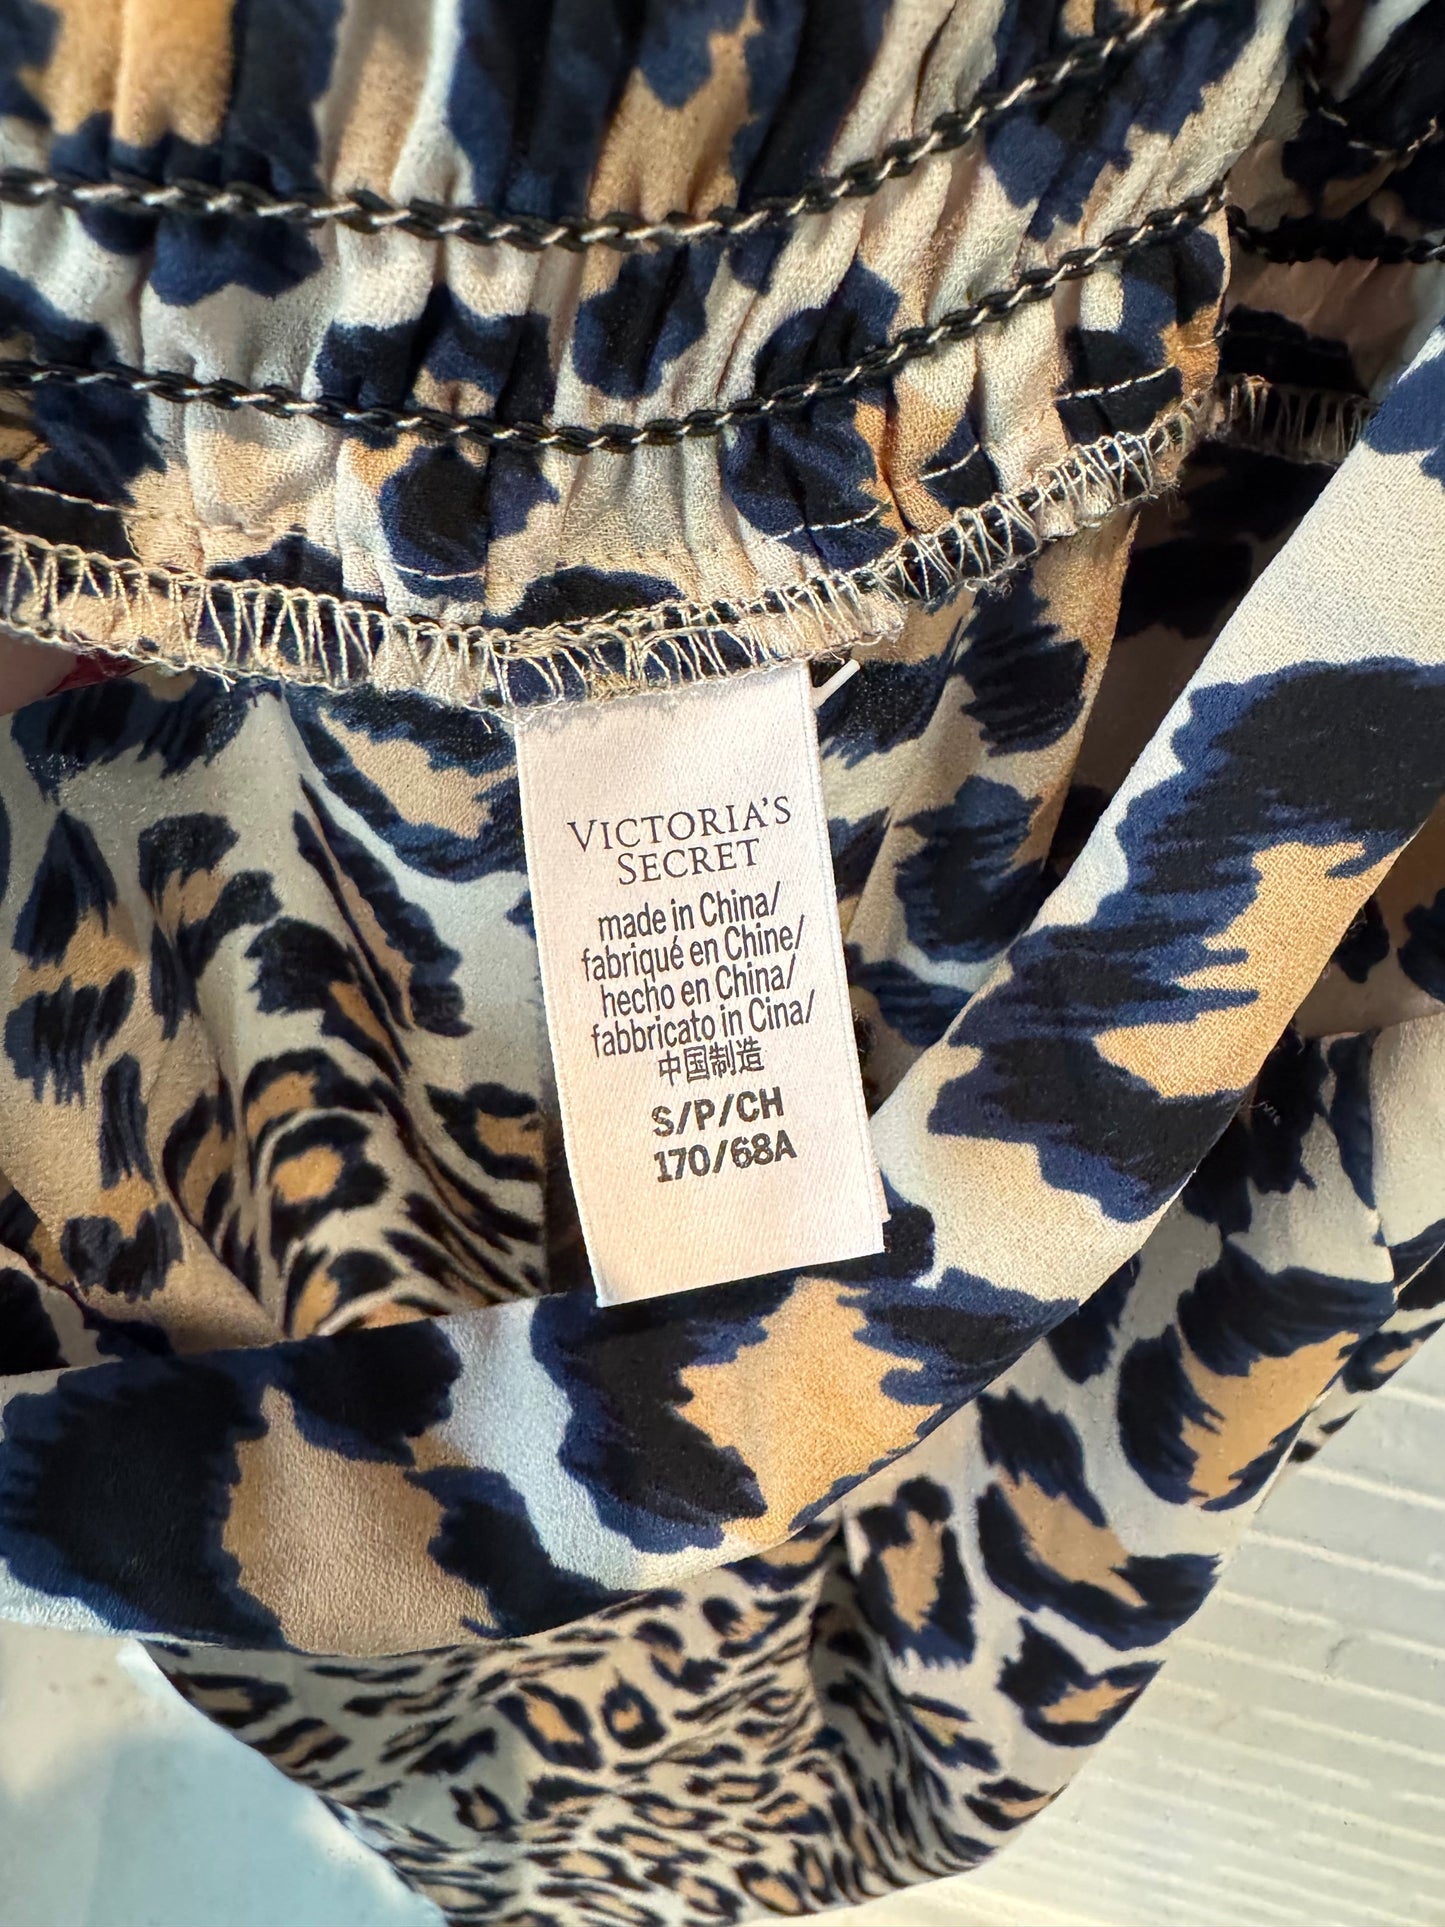 VICTORIA'S
SECRET
made in China/
fabriqué en Chine/
hecho en China/
fabbricato in Cina/
中国制造
S/P/CH
170/68A